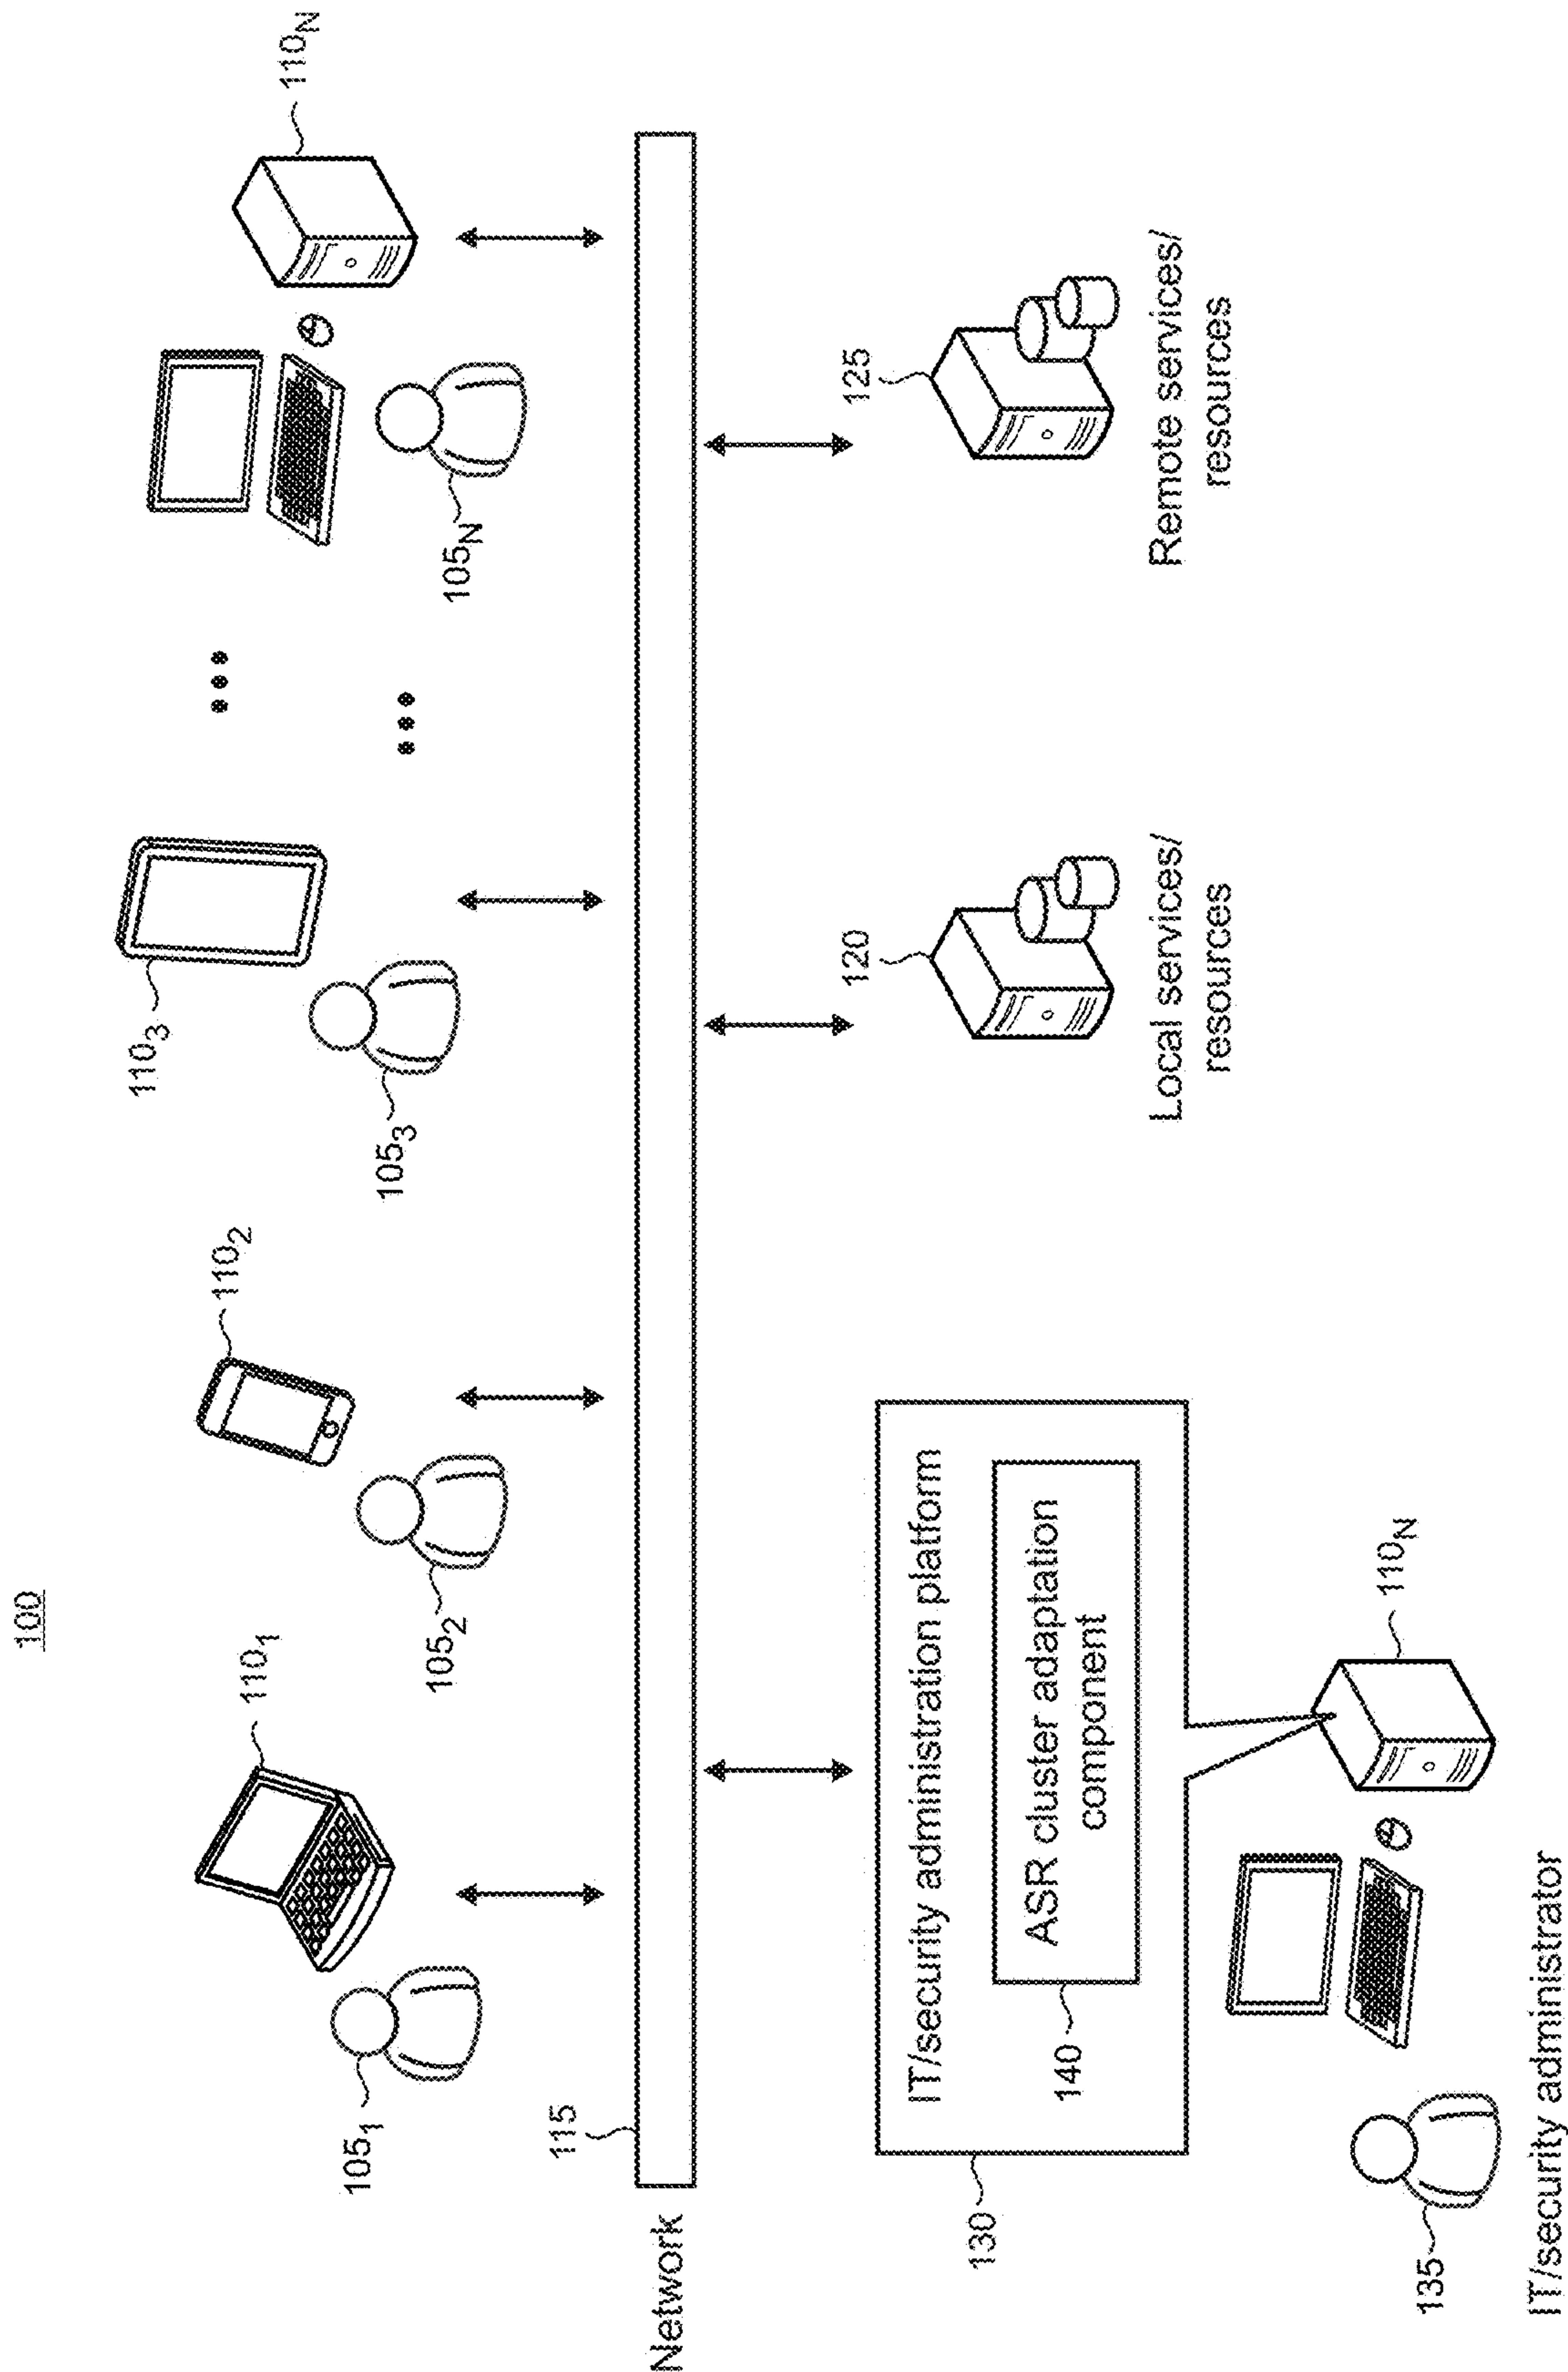 100
110₁
110₂
110₃
110N
105₁
105₂
105₃
105N
115
Network
130
IT/security administration platform
140
ASR cluster adaptation
component
120
Local services/
resources
125
Remote services/
resources
135
110N
IT/security administrator